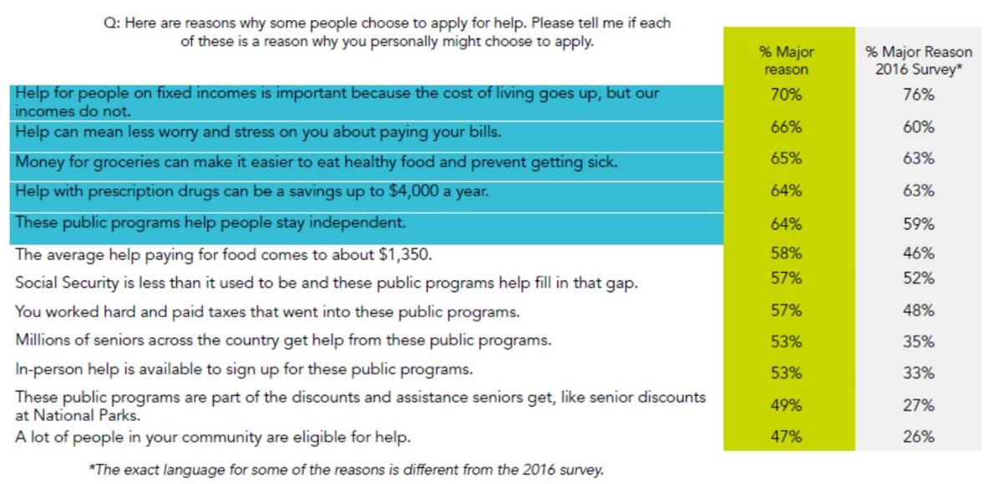 Q: Here are reasons why some people choose to apply for help. Please tell me if each
of these is a reason why you personally might choose to apply.
% Major
reason
% Major Reason
2016 Survey*
Help for people on fixed incomes is important because the cost of living goes up, but our
incomes do not.
70%
76%
Help can mean less worry and stress on you about paying your bills.
66%
60%
Money for groceries can make it easier to eat healthy food and prevent getting sick.
65%
63%
Help with prescription drugs can be a savings up to $4,000 a year.
64%
63%
These public programs help people stay independent.
64%
59%
The average help paying for food comes to about $1,350.
58%
46%
Social Security is less than it used to be and these public programs help fill in that gap.
57%
52%
You worked hard and paid taxes that went into these public programs.
57%
48%
Millions of seniors across the country get help from these public programs.
53%
35%
In-person help is available to sign up for these public programs.
53%
33%
These public programs are part of the discounts and assistance seniors get, like senior discounts
at National Parks.
49%
27%
A lot of people in your community are eligible for help.
47%
26%
*The exact language for some of the reasons is different from the 2016 survey.